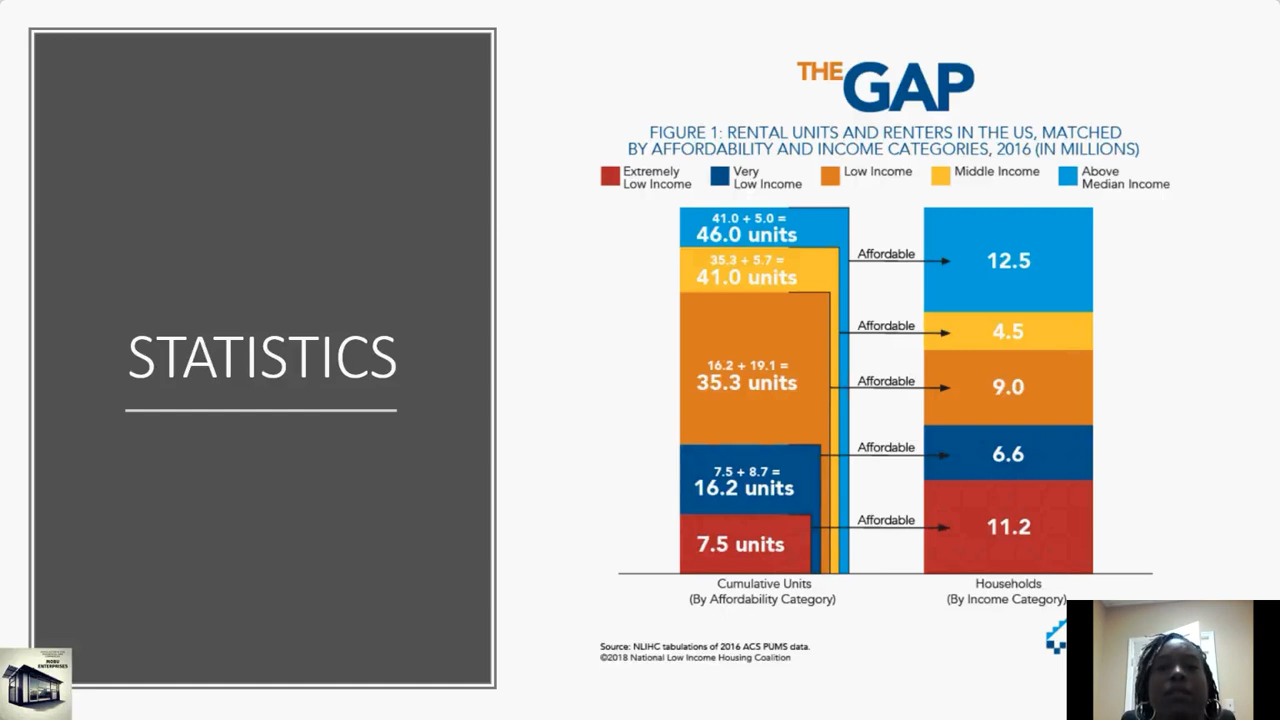 STATISTICS
THE GAP
FIGURE 1: RENTAL UNITS AND RENTERS IN THE US, MATCHED
BY AFFORDABILITY AND INCOME CATEGORIES, 2016 (IN MILLIONS)
Extremely
Low Income
Very
Low Income
Low Income
Middle Income
Above
Median Income
41.0 + 5.0 =
46.0 units
35.3 + 5.7 =
41.0 units
16.2 + 19.1 =
35.3 units
7.5 + 8.7 =
16.2 units
7.5 units
Affordable
Affordable
Affordable
Affordable
Affordable
12.5
4.5
9.0
6.6
11.2
Cumulative Units
(By Affordability Category)
Households
(By Income Category)
Source: NLIHC tabulations of 2016 ACS PUMS data.
©2018 National Low Income Housing Coalition
MOBU
ENTERPRISES